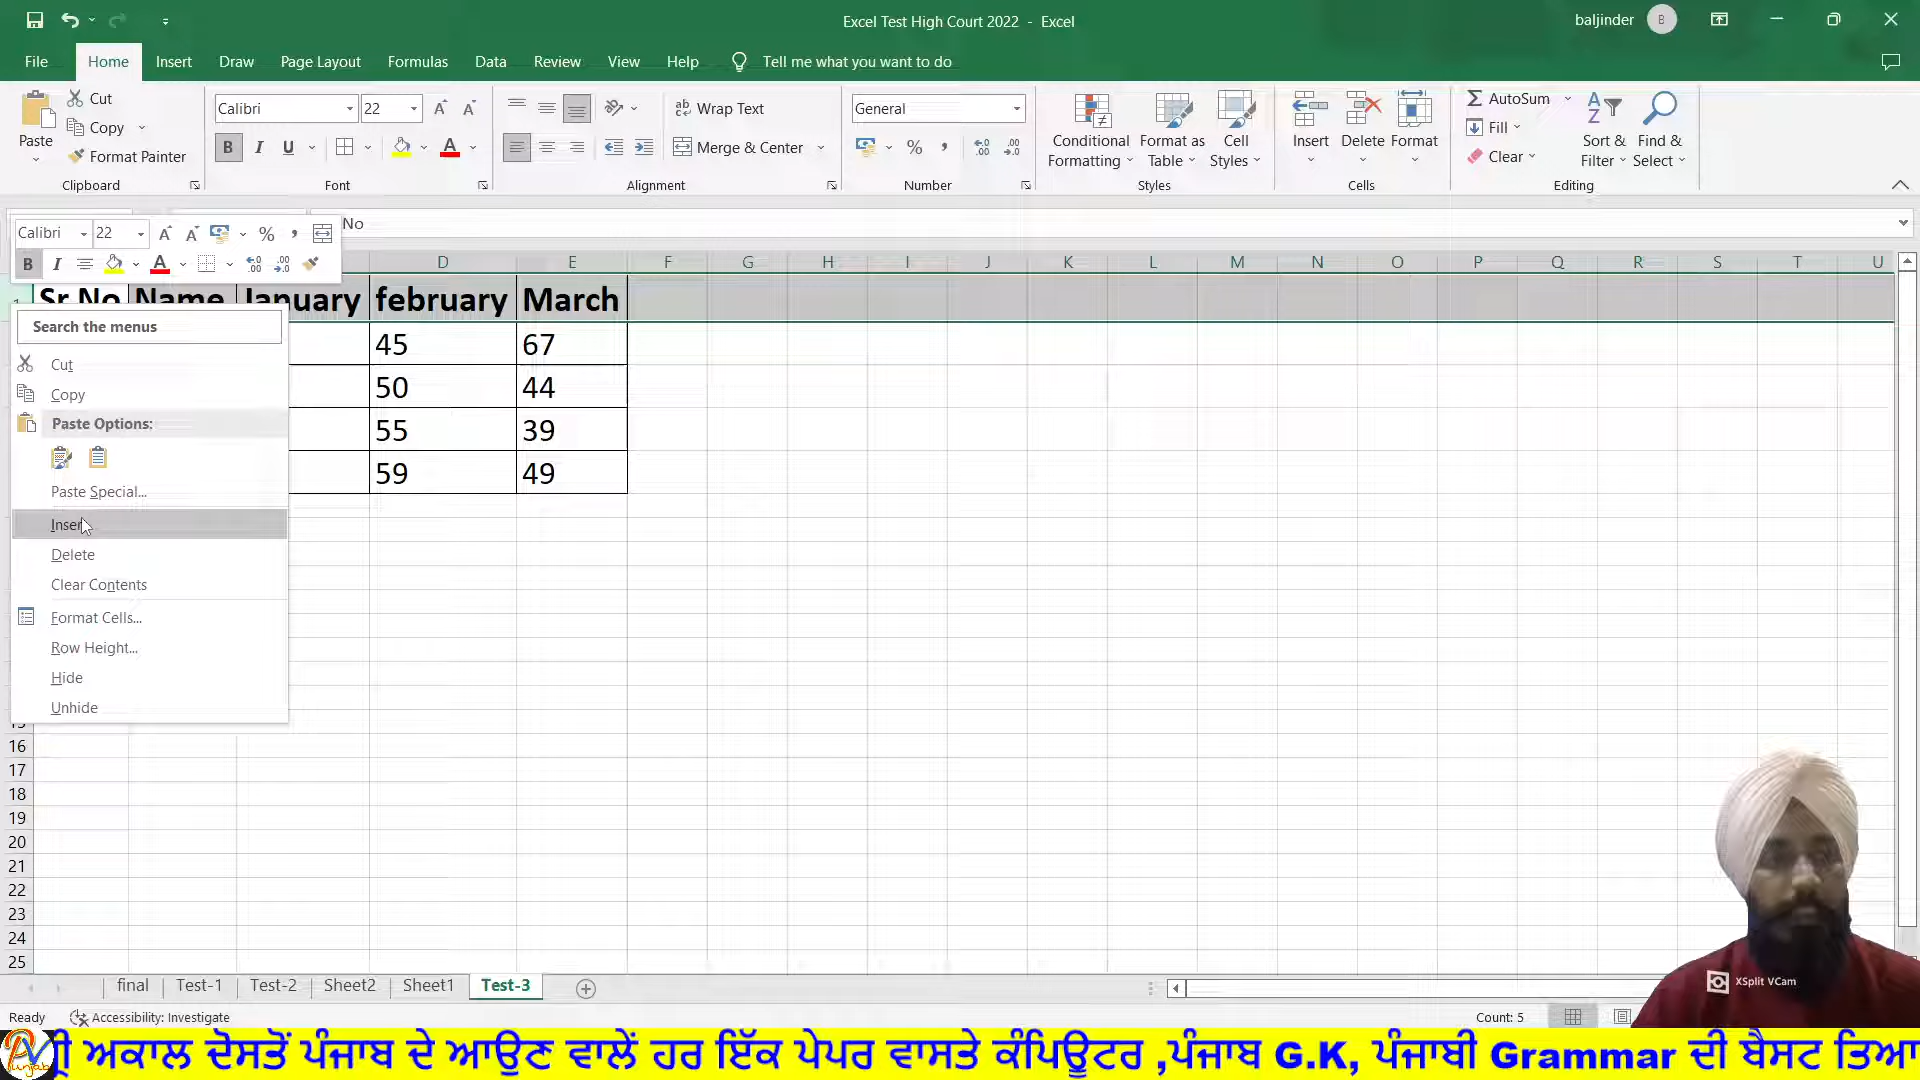 Excel Test High Court 2022 - Excel
baljinder
B
File Home Insert Draw Page Layout Formulas Data Review View Help Tell me what you want to do
Paste
Cut
Copy
Format Painter
Clipboard
Calibri 22
B I U
Font
Wrap Text
Merge & Center
Alignment
General
% ,
Number
Conditional Formatting
Format as Table
Cell Styles
Styles
Insert Delete Format
Cells
AutoSum
Fill
Clear
Sort & Filter
Find & Select
Editing
No
Calibri 22 % ,
B I
D E F G H I J K L M N O P Q R S T U
Sr.No Name January february March
45 67
50 44
55 39
59 49
Search the menus
Cut
Copy
Paste Options:
Paste Special...
Insert
Delete
Clear Contents
Format Cells...
Row Height...
Hide
Unhide
16
17
18
19
20
21
22
23
24
25
final Test-1 Test-2 Sheet2 Sheet1 Test-3
Ready Accessibility: Investigate
Count: 5
XSplit VCam
ਅਕਾਲ ਦੋਸਤੋਂ ਪੰਜਾਬ ਦੇ ਆਉਣ ਵਾਲੇਂ ਹਰ ਇੱਕ ਪੇਪਰ ਵਾਸਤੇ ਕੰਪਿਊਟਰ ,ਪੰਜਾਬ G.K, ਪੰਜਾਬੀ Grammar ਦੀ ਬੈਸਟ ਤਿਆ